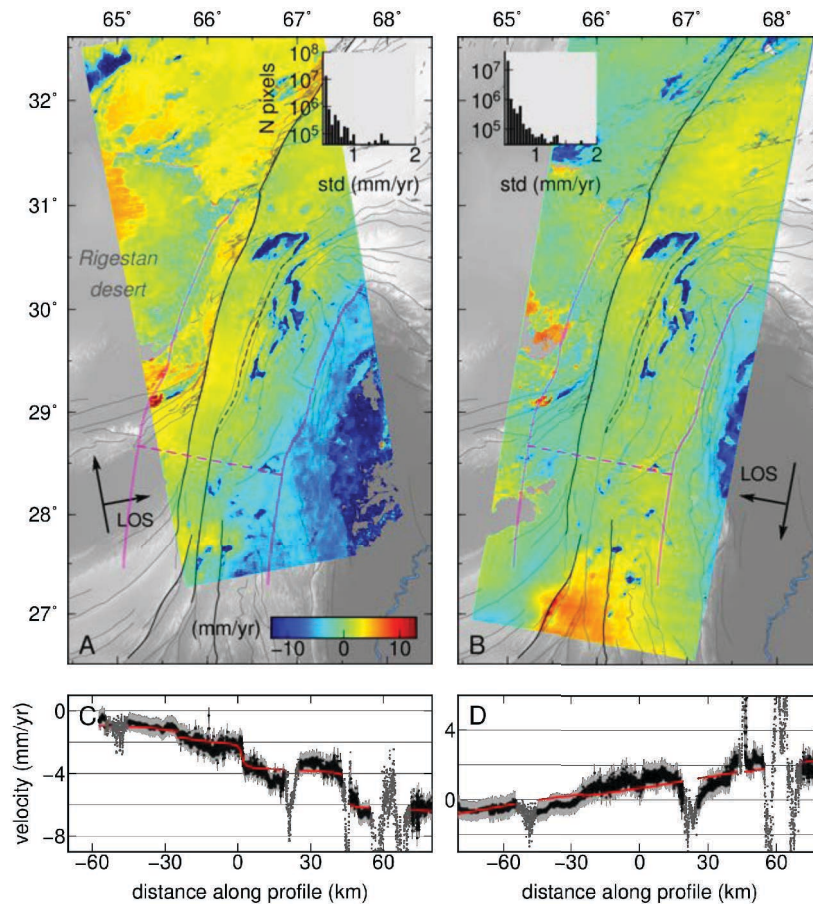 65˚ 66˚ 67˚ 68˚ 65˚ 66˚ 67˚ 68˚
32˚
31˚
30˚
29˚
28˚
27˚
N pixels
10⁸
10⁷
10⁶
10⁵
1 2
std (mm/yr)
10⁷
10⁶
10⁵
1 2
std (mm/yr)
Rigestan
desert
LOS
LOS
A
(mm/yr)
−10 0 10
B
velocity (mm/yr)
0
−4
−8
C
−60 −30 0 30 60
distance along profile (km)
4
0
D
−60 −30 0 30 60
distance along profile (km)